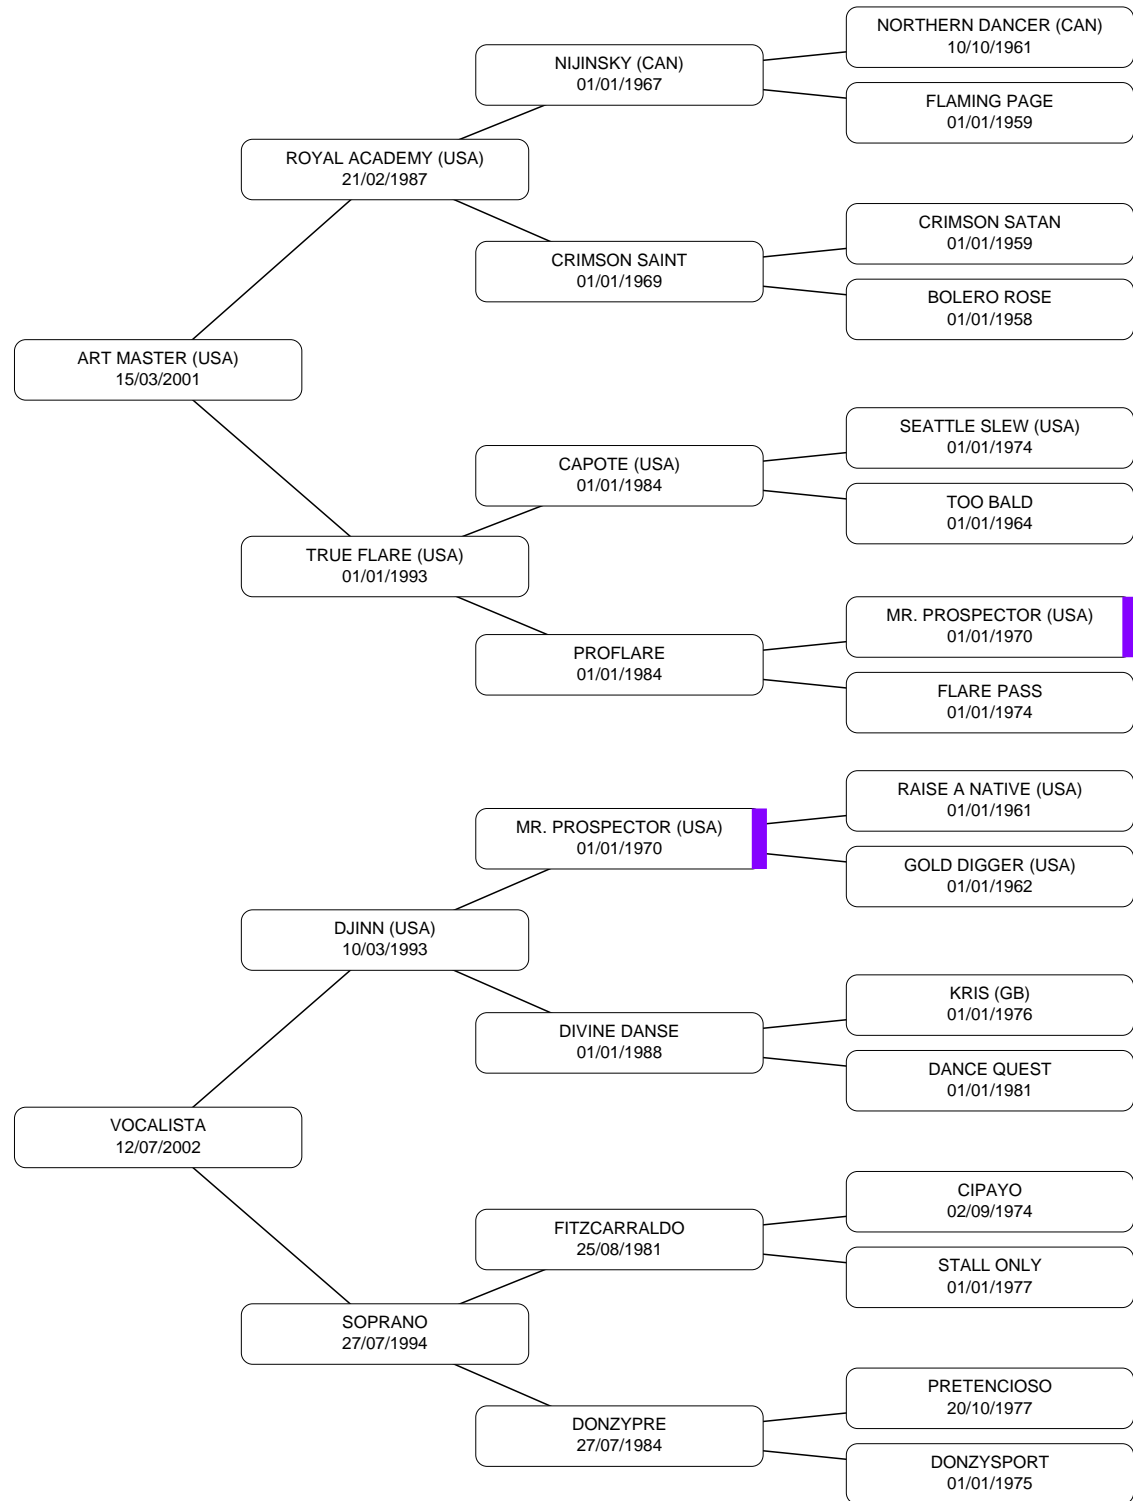 NORTHERN DANCER (CAN)
10/10/1961
NIJINSKY (CAN)
01/01/1967
FLAMING PAGE
01/01/1959
ROYAL ACADEMY (USA)
21/02/1987
CRIMSON SATAN
01/01/1959
CRIMSON SAINT
01/01/1969
BOLERO ROSE
01/01/1958
ART MASTER (USA)
15/03/2001
SEATTLE SLEW (USA)
01/01/1974
CAPOTE (USA)
01/01/1984
TOO BALD
01/01/1964
TRUE FLARE (USA)
01/01/1993
MR. PROSPECTOR (USA)
01/01/1970
PROFLARE
01/01/1984
FLARE PASS
01/01/1974
RAISE A NATIVE (USA)
01/01/1961
MR. PROSPECTOR (USA)
01/01/1970
GOLD DIGGER (USA)
01/01/1962
DJINN (USA)
10/03/1993
KRIS (GB)
01/01/1976
DIVINE DANSE
01/01/1988
DANCE QUEST
01/01/1981
VOCALISTA
12/07/2002
CIPAYO
02/09/1974
FITZCARRALDO
25/08/1981
STALL ONLY
01/01/1977
SOPRANO
27/07/1994
PRETENCIOSO
20/10/1977
DONZYPRE
27/07/1984
DONZYSPORT
01/01/1975